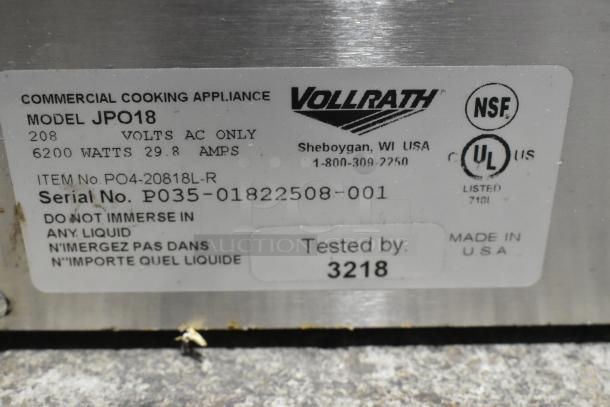 COMMERCIAL COOKING APPLIANCE
MODEL JPO18
208 VOLTS AC ONLY
6200 WATTS 29.8 AMPS
ITEM No. PO4-20818L-R
Serial No. P035-01822508-001
DO NOT IMMERSE IN
ANY LIQUID
N'IMERGEZ PAS DANS
N"IMPORTE QUEL LIQUIDE
VOLLRATH
Sheboygan, WI USA
1-800-309-2250
NSF
C UL US
LISTED
710L
Tested by:
3218
MADE IN
U S A